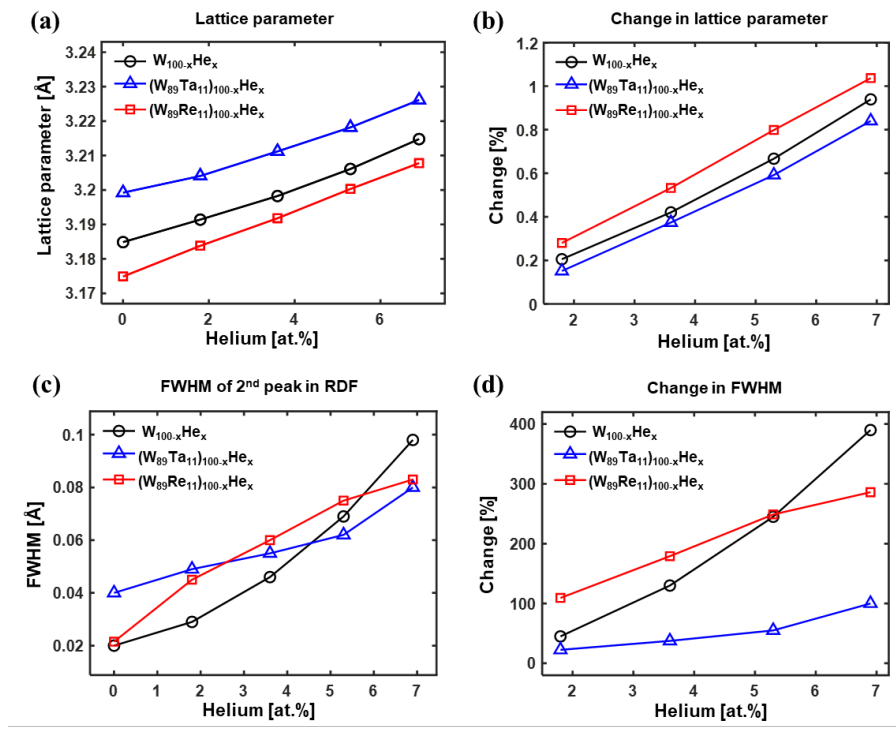 (a)
Lattice parameter
3.24
3.23
3.22
3.21
3.2
3.19
3.18
3.17
Lattice parameter [Å]
W₁₀₀₋ₓHeₓ
(W₈₉Ta₁₁)₁₀₀₋ₓHeₓ
(W₈₉Re₁₁)₁₀₀₋ₓHeₓ
0 2 4 6
Helium [at.%]
(b)
Change in lattice parameter
1.2
1
0.8
0.6
0.4
0.2
0
Change [%]
W₁₀₀₋ₓHeₓ
(W₈₉Ta₁₁)₁₀₀₋ₓHeₓ
(W₈₉Re₁₁)₁₀₀₋ₓHeₓ
2 3 4 5 6 7
Helium [at.%]
(c)
FWHM of 2ⁿᵈ peak in RDF
0.1
0.08
0.06
0.04
0.02
FWHM [Å]
W₁₀₀₋ₓHeₓ
(W₈₉Ta₁₁)₁₀₀₋ₓHeₓ
(W₈₉Re₁₁)₁₀₀₋ₓHeₓ
0 1 2 3 4 5 6 7
Helium [at.%]
(d)
Change in FWHM
400
300
200
100
0
Change [%]
W₁₀₀₋ₓHeₓ
(W₈₉Ta₁₁)₁₀₀₋ₓHeₓ
(W₈₉Re₁₁)₁₀₀₋ₓHeₓ
2 3 4 5 6 7
Helium [at.%]